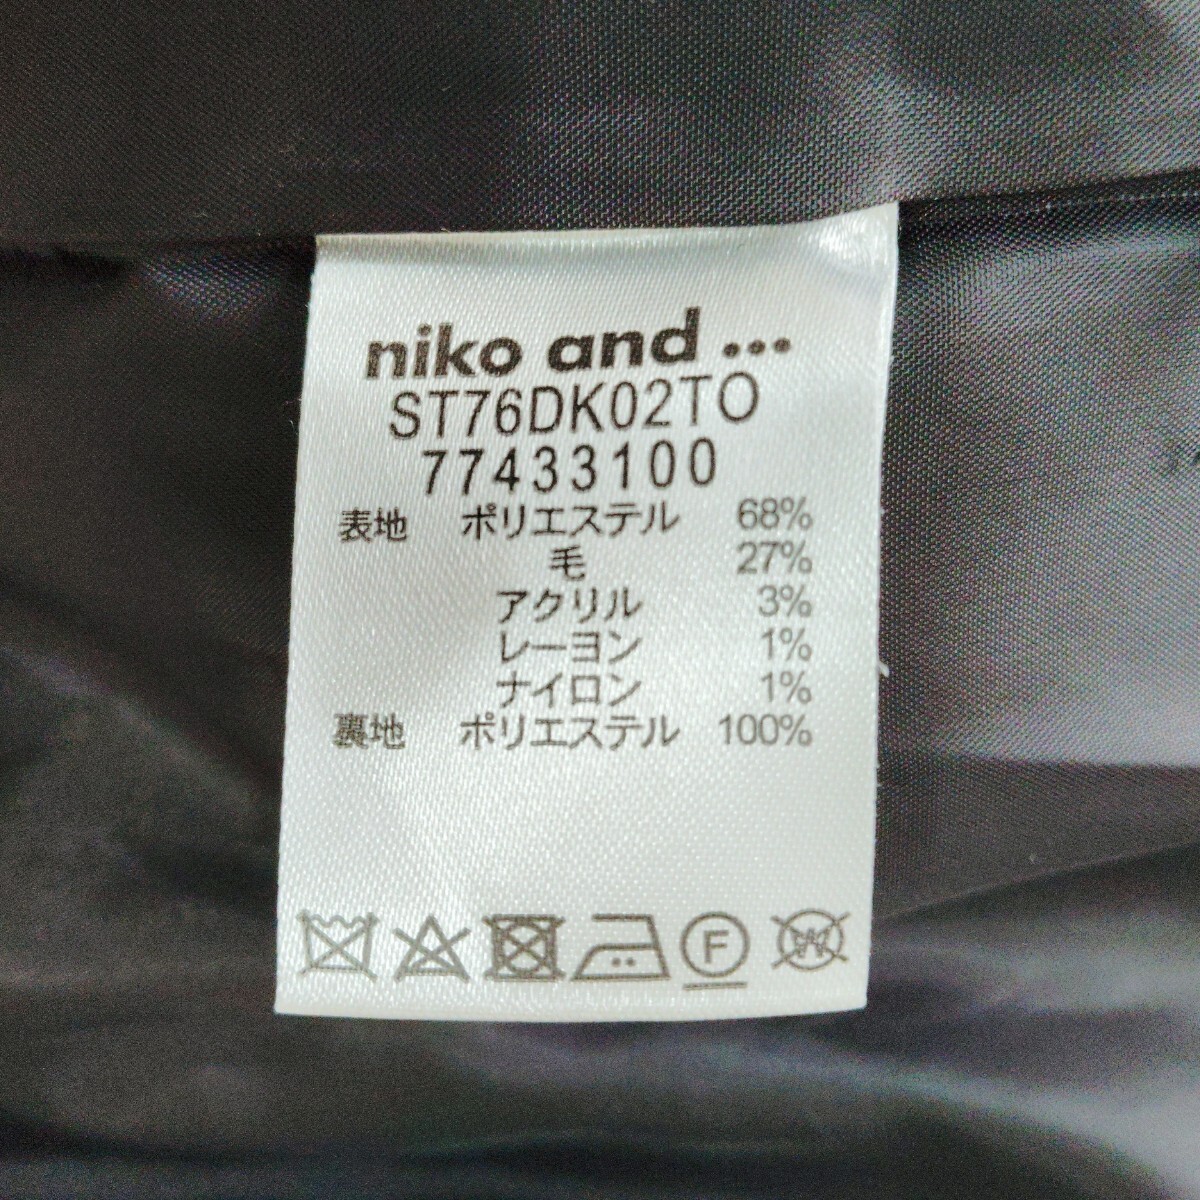 niko and ...
ST76DK02TO
77433100
表地 ポリエステル 68%
毛 27%
アクリル 3%
レーヨン 1%
ナイロン 1%
裏地 ポリエステル 100%
F W